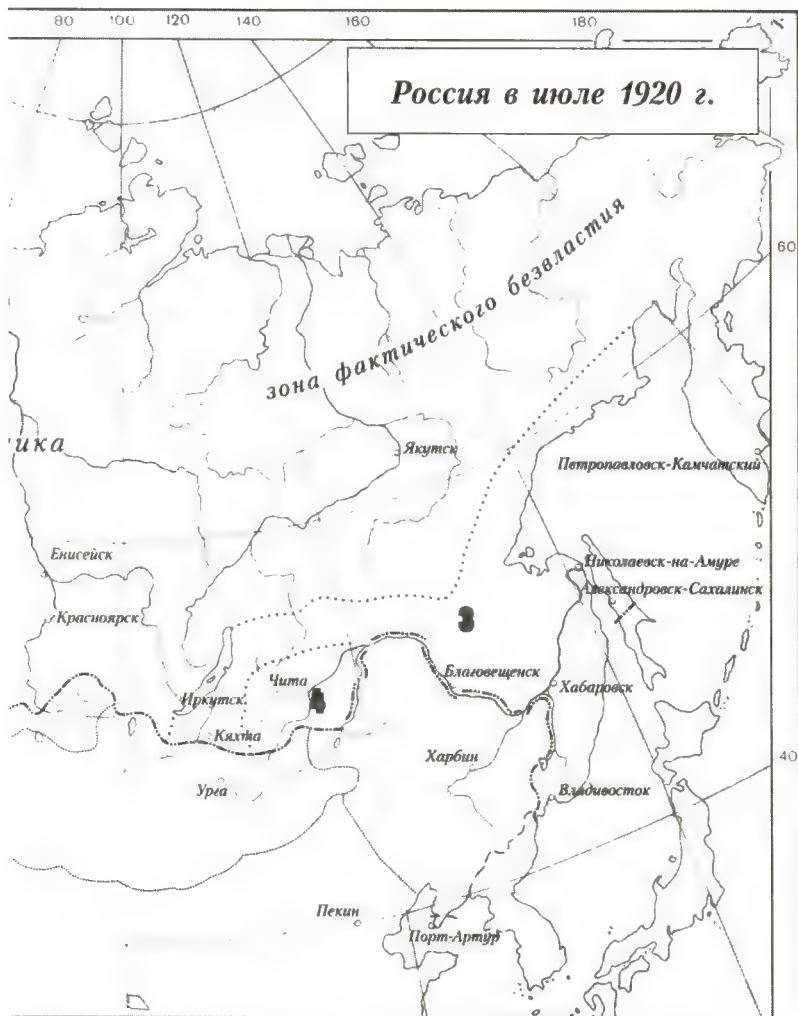 80 100 120 140 160 180
Россия в июле 1920 г.
60
зона фактического безвластия
ика
Якутск
Петропавловск-Камчатский
Енисейск
Николаевск-на-Амуре
Александровск-Сахалинск
Красноярск
3
Благовещенск
Чита
Хабаровск
Иркутск
Кяхта
Харбин
40
Урга
Владивосток
Пекин
Порт-Артур